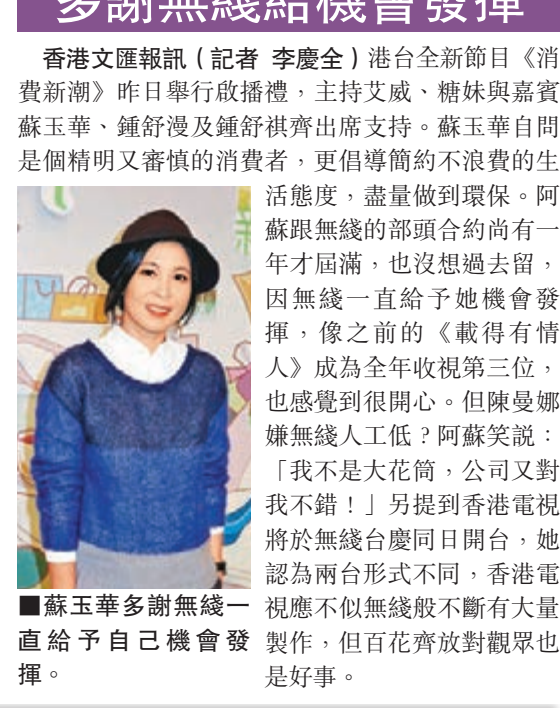 多謝無綫給機會發揮
香港文匯報訊（記者 李慶全）港台全新節目《消
費新潮》昨日舉行啟播禮，主持艾威、糖妹與嘉賓
蘇玉華、鍾舒漫及鍾舒祺齊出席支持。蘇玉華自問
是個精明又審慎的消費者，更倡導簡約不浪費的生
活態度，盡量做到環保。阿
蘇跟無綫的部頭合約尚有一
年才屆滿，也沒想過去留，
因無綫一直給予她機會發
揮，像之前的《載得有情
人》成為全年收視第三位，
也感覺到很開心。但陳曼娜
嫌無綫人工低？阿蘇笑說：
「我不是大花筒，公司又對
我不錯！」另提到香港電視
將於無綫台慶同日開台，她
認為兩台形式不同，香港電
視應不似無綫般不斷有大量
製作，但百花齊放對觀眾也
是好事。
■蘇玉華多謝無綫一
直給予自己機會發
揮。